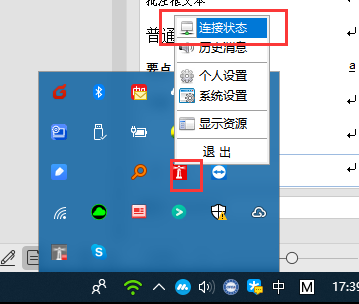 批注框文本
普通
连接状态
历史消息
要点
a
个人设置
系统设置
显示资源
退 出
中
M
17:39